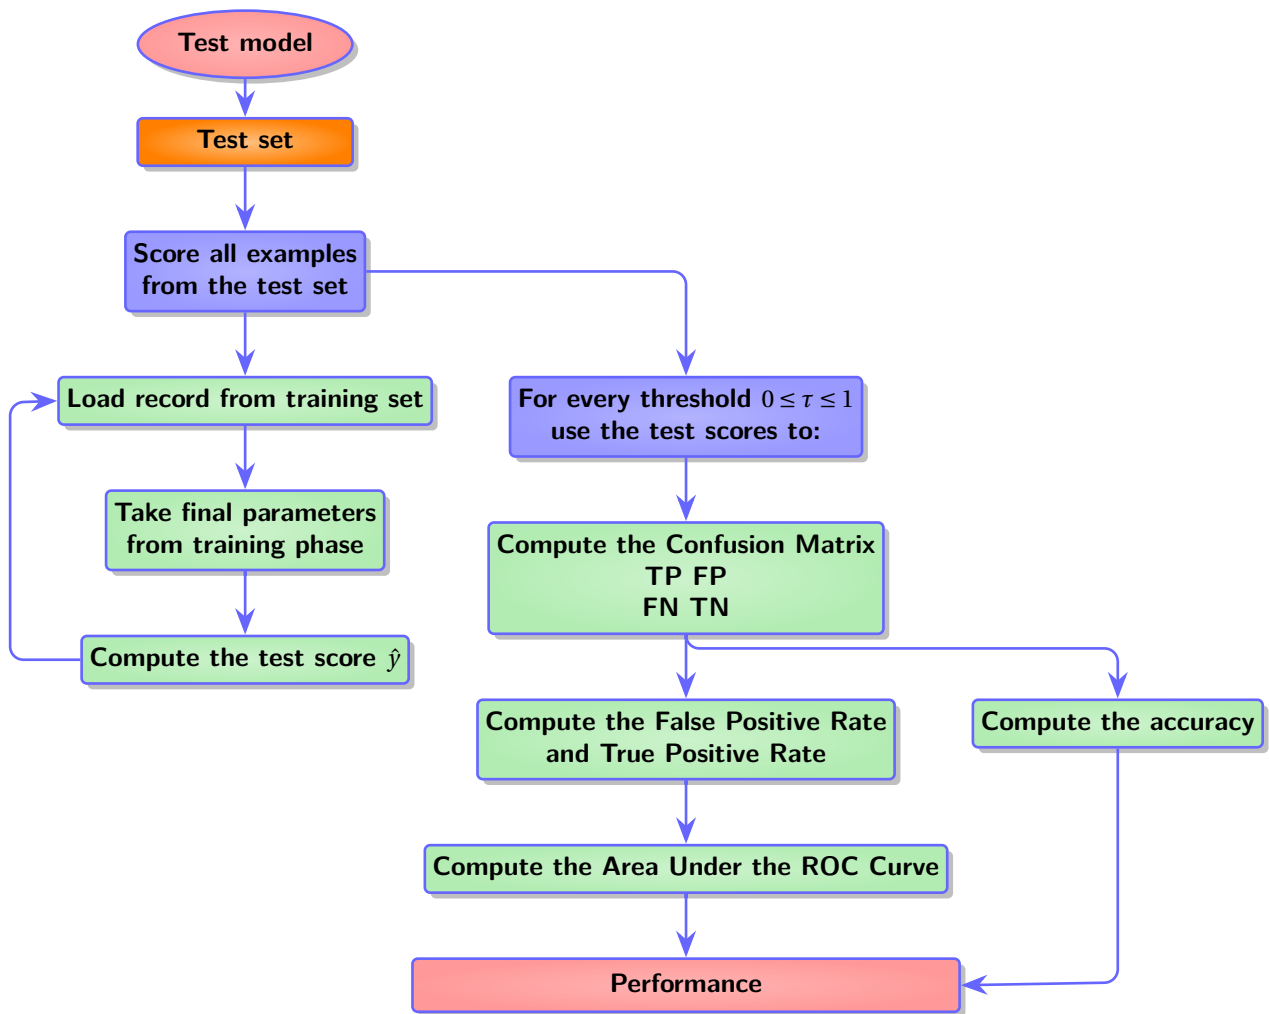 Test model
Test set
Score all examples
from the test set
Load record from training set
Take final parameters
from training phase
Compute the test score ŷ
For every threshold 0 ≤ τ ≤ 1
use the test scores to:
Compute the Confusion Matrix
TP FP
FN TN
Compute the False Positive Rate
and True Positive Rate
Compute the accuracy
Compute the Area Under the ROC Curve
Performance